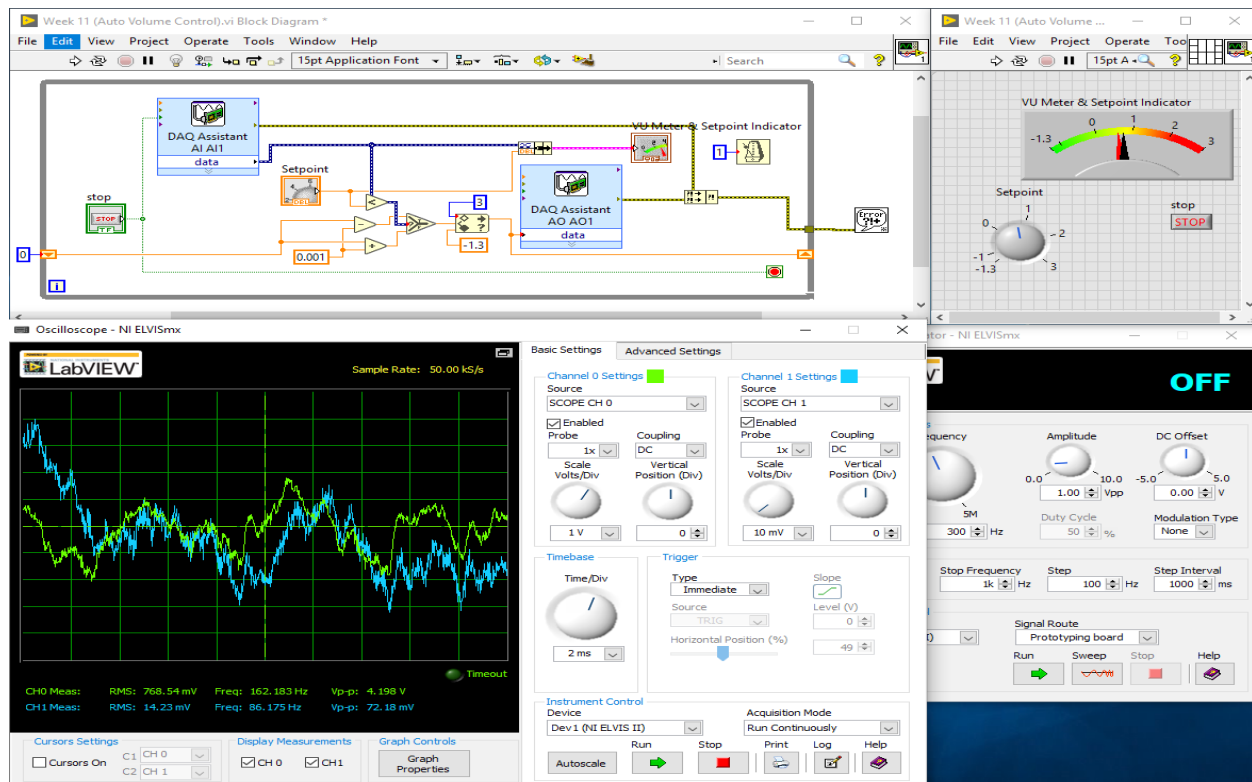 Week 11 (Auto Volume Control).vi Block Diagram *
File Edit View Project Operate Tools Window Help
15pt Application Font
Search
1
DAQ Assistant
AI AI1
data
stop
STOP
TF
Setpoint
DBL
VU Meter & Setpoint Indicator
1
DAQ Assistant
AO AO1
data
3
-1.3
0.001
0
i
Error
?!
Week 11 (Auto Volume ...
File Edit View Project Operate Too
15pt A
1
VU Meter & Setpoint Indicator
-1.3 0 1 2 3
Setpoint
-1.3 -1 0 1 2 3
stop
STOP
Oscilloscope - NI ELVISmx
LabVIEW
Sample Rate: 50.00 kS/s
Timeout
CH0 Meas: RMS: 768.54 mV Freq: 162.183 Hz Vp-p: 4.198 V
CH1 Meas: RMS: 14.23 mV Freq: 86.175 Hz Vp-p: 72.18 mV
Cursors Settings
Cursors On
C1 CH 0
C2 CH 1
Display Measurements
CH 0 CH1
Graph Controls
Graph
Properties
Basic Settings Advanced Settings
Channel 0 Settings
Source
SCOPE CH 0
Enabled
Probe Coupling
1x DC
Scale Vertical
Volts/Div Position (Div)
1 V 0
Channel 1 Settings
Source
SCOPE CH 1
Enabled
Probe Coupling
1x DC
Scale Vertical
Volts/Div Position (Div)
10 mV 0
Timebase
Time/Div
2 ms
Trigger
Type Slope
Immediate
Source Level (V)
TRIG 0
Horizontal Position (%)
49
Instrument Control
Device Acquisition Mode
Dev1 (NI ELVIS II) Run Continuously
Run Stop Print Log Help
Autoscale
ator - NI ELVISmx
OFF
equency Amplitude DC Offset
0.0 10.0 -5.0 5.0
1.00 Vpp 0.00 V
5M
300 Hz
Duty Cycle
50 %
Modulation Type
None
Stop Frequency Step Step Interval
1k Hz 100 Hz 1000 ms
Signal Route
Prototyping board
Run Sweep Stop Help